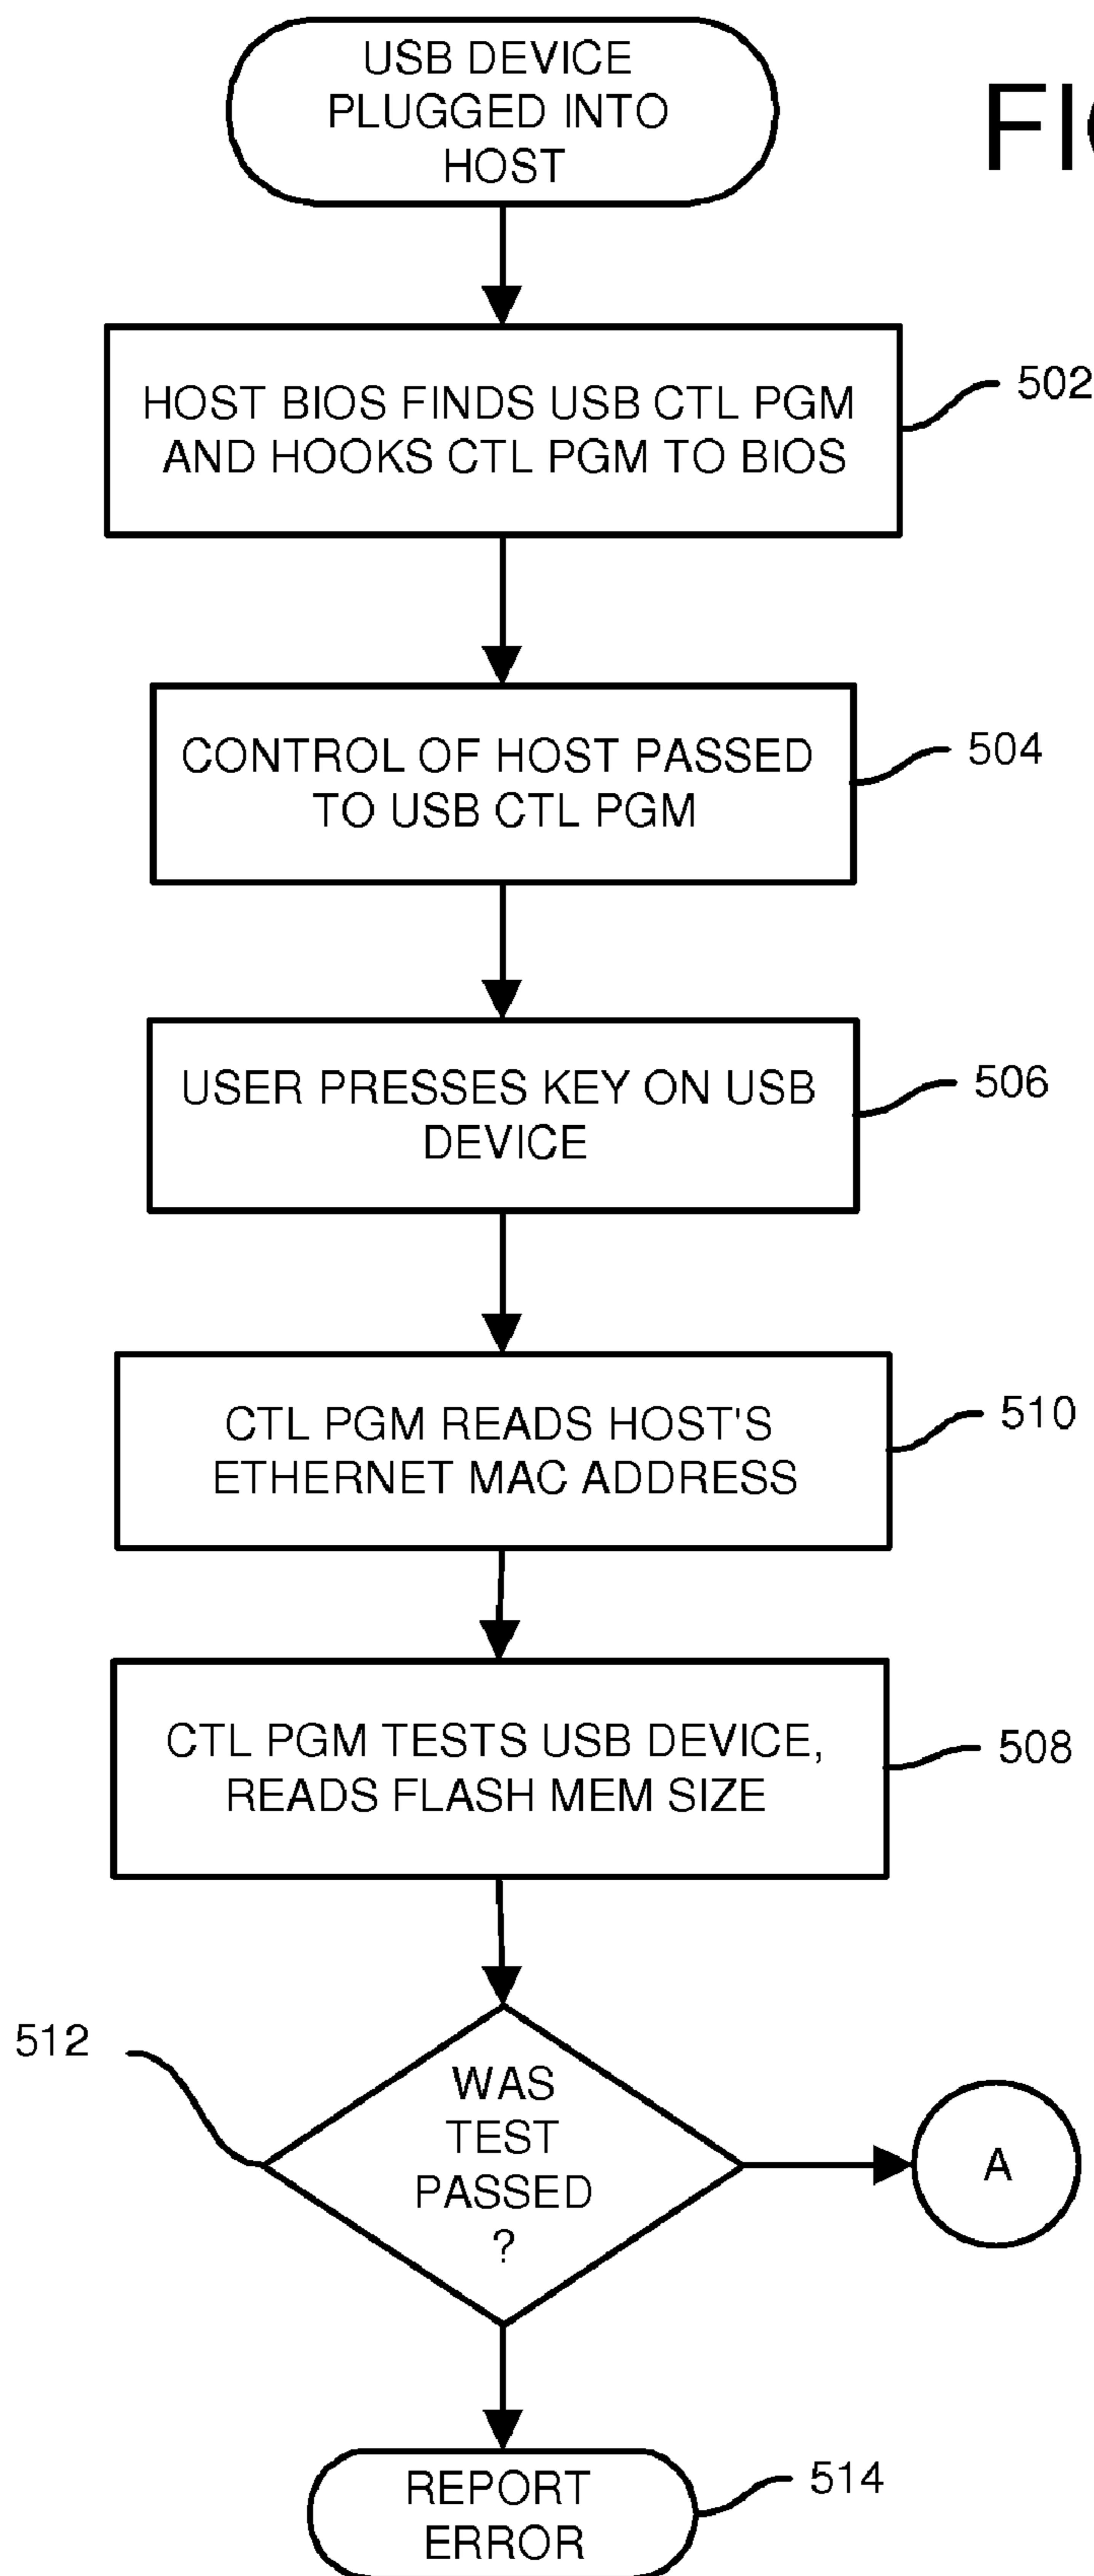 USB DEVICE
PLUGGED INTO
HOST
HOST BIOS FINDS USB CTL PGM
AND HOOKS CTL PGM TO BIOS
502
CONTROL OF HOST PASSED
TO USB CTL PGM
504
USER PRESSES KEY ON USB
DEVICE
506
CTL PGM READS HOST'S
ETHERNET MAC ADDRESS
510
CTL PGM TESTS USB DEVICE,
READS FLASH MEM SIZE
508
512
WAS
TEST
PASSED
?
A
REPORT
ERROR
514